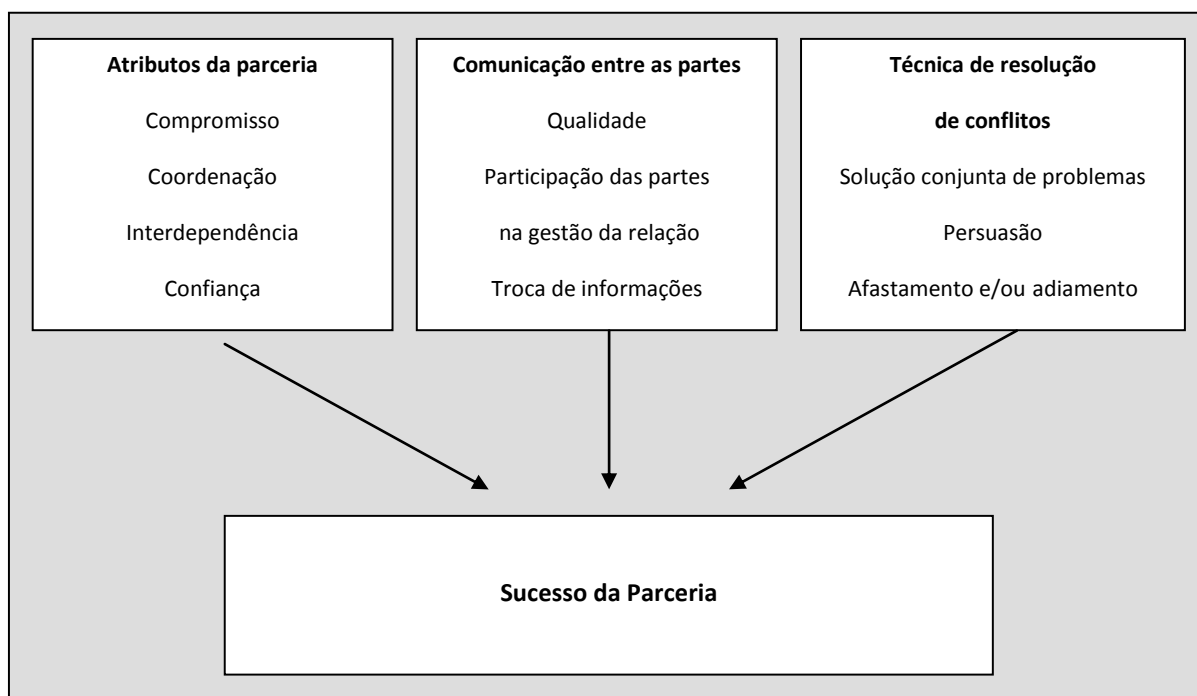 Atributos da parceria
Compromisso
Coordenação
Interdependência
Confiança
Comunicação entre as partes
Qualidade
Participação das partes
na gestão da relação
Troca de informações
Técnica de resolução
de conflitos
Solução conjunta de problemas
Persuasão
Afastamento e/ou adiamento
Sucesso da Parceria